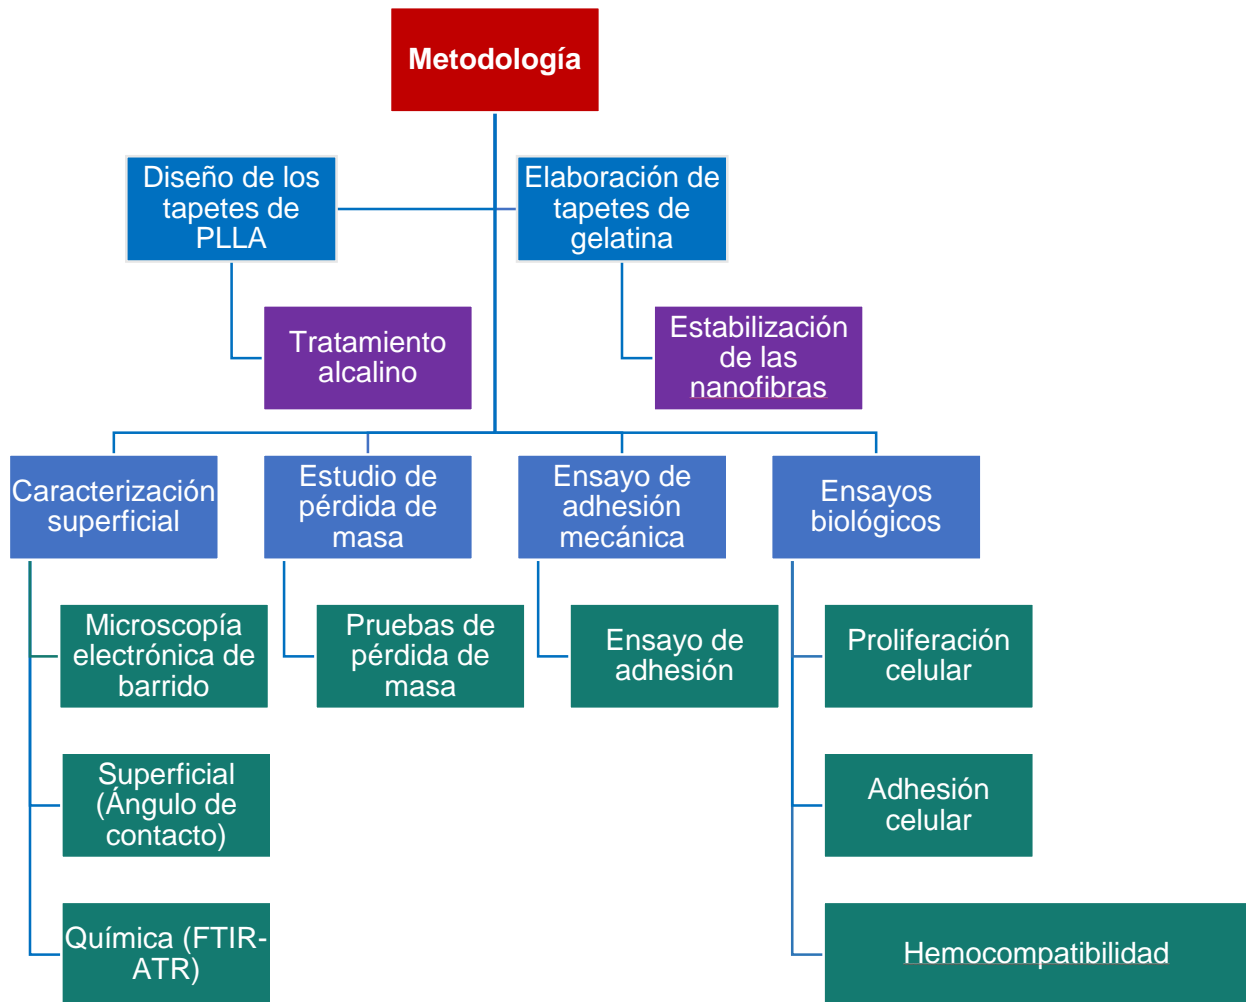 Metodología
Diseño de los
tapetes de
PLLA
Elaboración de
tapetes de
gelatina
Tratamiento
alcalino
Estabilización
de las
nanofibras
Caracterización
superficial
Estudio de
pérdida de
masa
Ensayo de
adhesión
mecánica
Ensayos
biológicos
Microscopía
electrónica de
barrido
Pruebas de
pérdida de
masa
Ensayo de
adhesión
Proliferación
celular
Superficial
(Ángulo de
contacto)
Adhesión
celular
Química (FTIR-
ATR)
Hemocompatibilidad